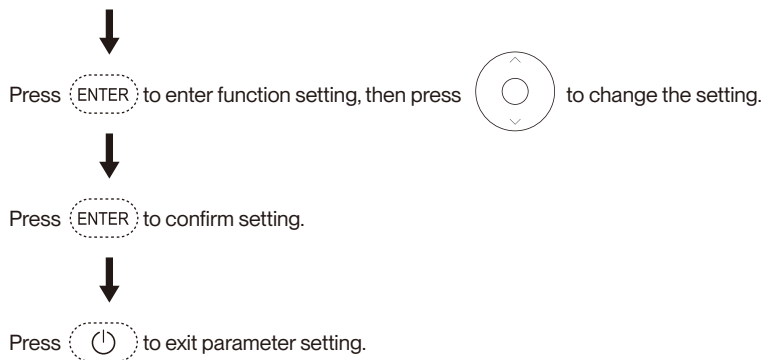 Press ENTER to enter function setting, then press to change the setting.
Press ENTER to confirm setting.
Press to exit parameter setting.